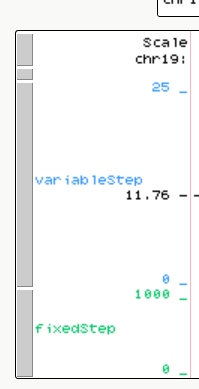 Scale
chr19:
25 _
variableStep
11.76 _
0 _
1000 _
fixedStep
0 _